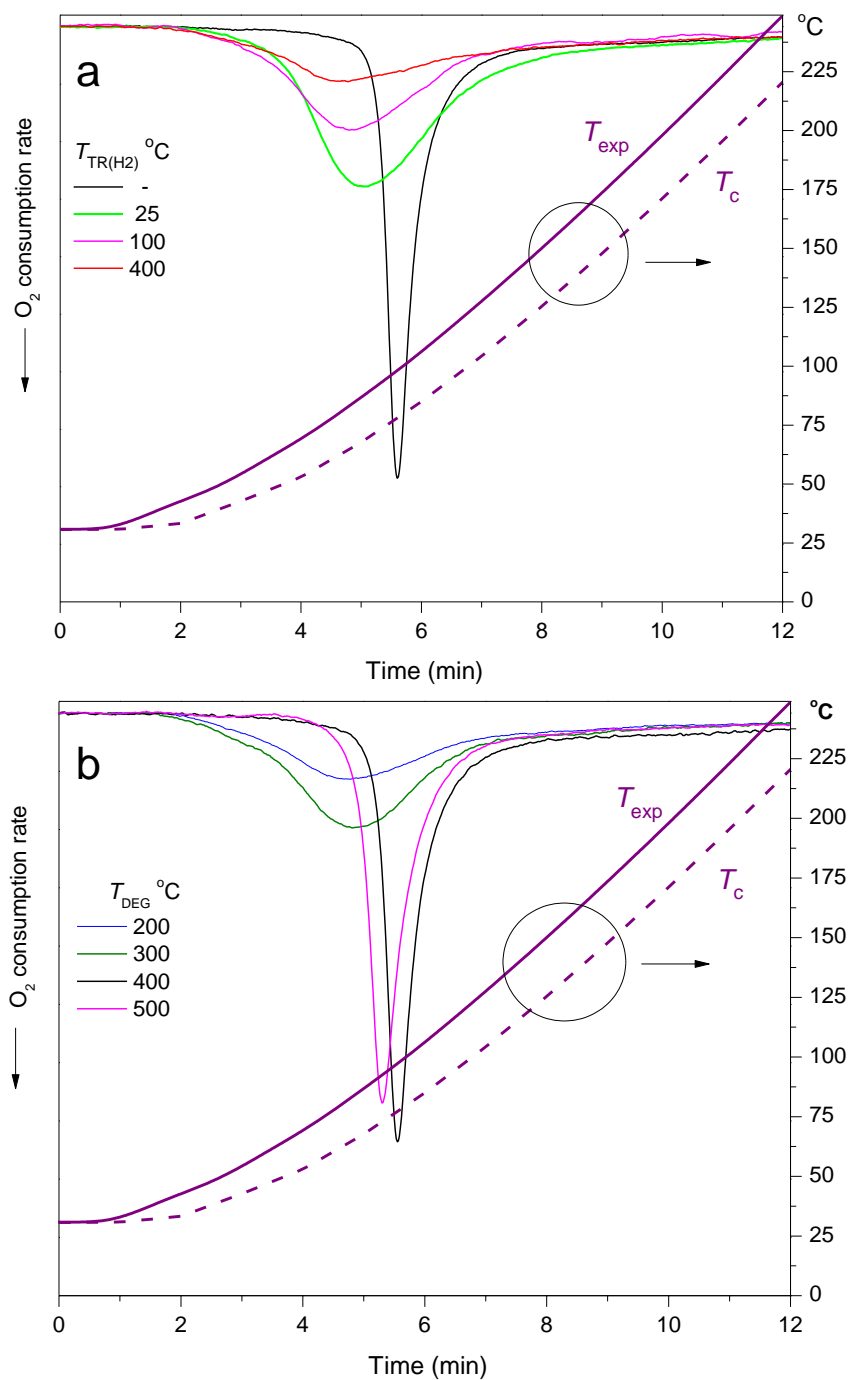 a
°C
T_TR(H2) °C
-
25
100
400
T_exp
T_c
O₂ consumption rate
225
200
175
150
125
100
75
50
25
0
0 2 4 6 8 10 12
Time (min)
b
°C
T_DEG °C
200
300
400
500
T_exp
T_c
O₂ consumption rate
225
200
175
150
125
100
75
50
25
0
0 2 4 6 8 10 12
Time (min)